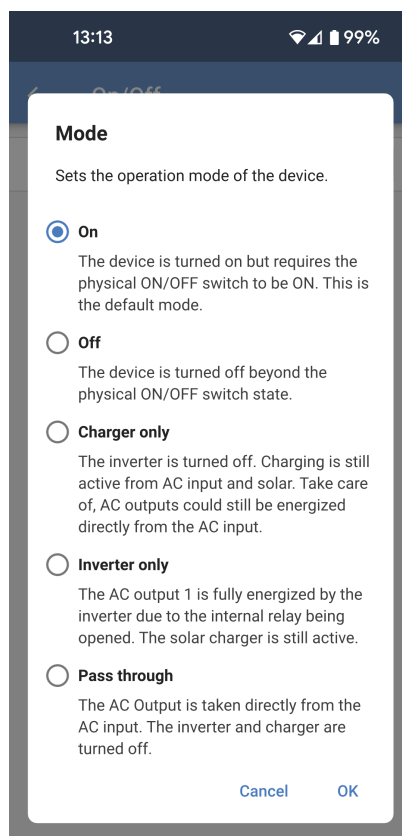 13:13
99%
On/Off
Mode
Sets the operation mode of the device.
On
The device is turned on but requires the
physical ON/OFF switch to be ON. This is
the default mode.
Off
The device is turned off beyond the
physical ON/OFF switch state.
Charger only
The inverter is turned off. Charging is still
active from AC input and solar. Take care
of, AC outputs could still be energized
directly from the AC input.
Inverter only
The AC output 1 is fully energized by the
inverter due to the internal relay being
opened. The solar charger is still active.
Pass through
The AC Output is taken directly from the
AC input. The inverter and charger are
turned off.
Cancel
OK